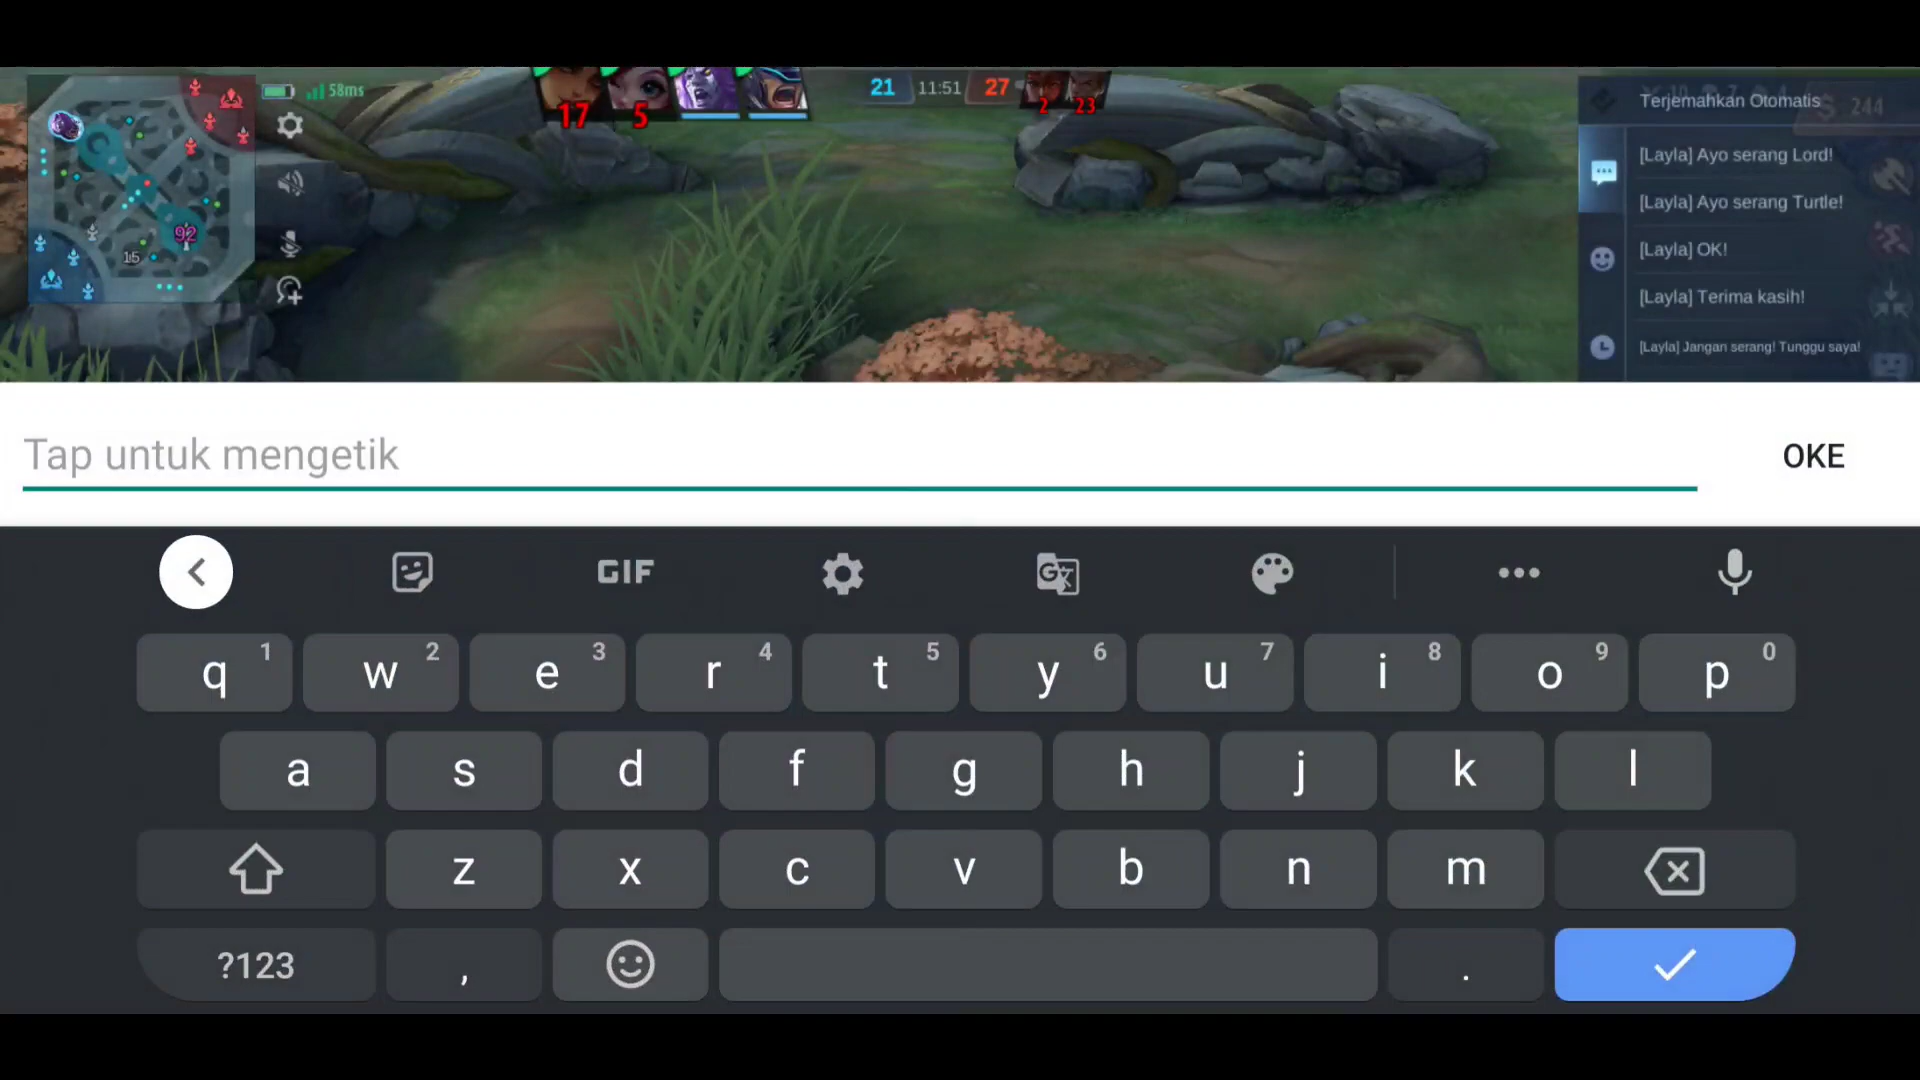 58ms
17
5
21
11:51
27
2
23
92
15
Terjemahkan Otomatis
244
[Layla] Ayo serang Lord!
[Layla] Ayo serang Turtle!
[Layla] OK!
[Layla] Terima kasih!
[Layla] Jangan serang! Tunggu saya!
Tap untuk mengetik
OKE
GIF
G
q 1 w 2 e 3 r 4 t 5 y 6 u 7 i 8 o 9 p 0
a s d f g h j k l
z x c v b n m
?123 , .